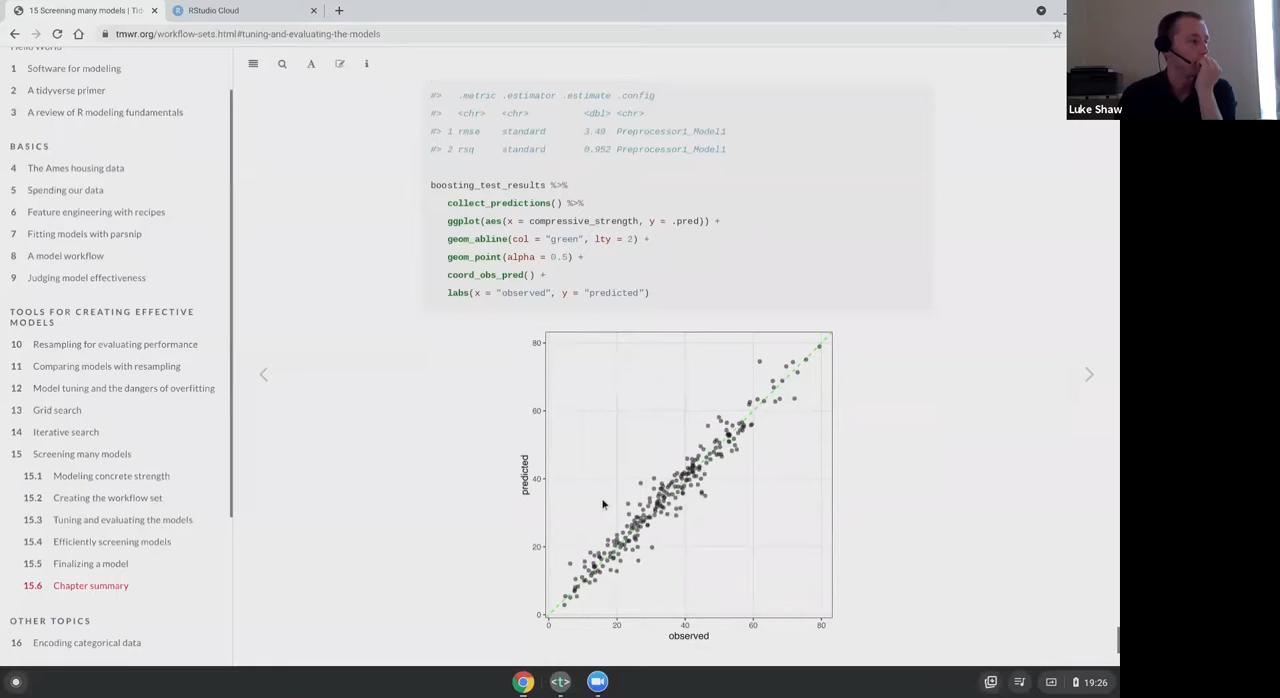 15 Screening many models | Tid
RStudio Cloud
tmwr.org/workflow-sets.html#tuning-and-evaluating-the-models
Hello World
1 Software for modeling
2 A tidyverse primer
3 A review of R modeling fundamentals
BASICS
4 The Ames housing data
5 Spending our data
6 Feature engineering with recipes
7 Fitting models with parsnip
8 A model workflow
9 Judging model effectiveness
TOOLS FOR CREATING EFFECTIVE
MODELS
10 Resampling for evaluating performance
11 Comparing models with resampling
12 Model tuning and the dangers of overfitting
13 Grid search
14 Iterative search
15 Screening many models
15.1 Modeling concrete strength
15.2 Creating the workflow set
15.3 Tuning and evaluating the models
15.4 Efficiently screening models
15.5 Finalizing a model
15.6 Chapter summary
OTHER TOPICS
16 Encoding categorical data
#> .metric .estimator .estimate .config
#> <chr> <chr> <dbl> <chr>
#> 1 rmse standard 3.40 Preprocessor1_Model1
#> 2 rsq standard 0.952 Preprocessor1_Model1
boosting_test_results %>%
collect_predictions() %>%
ggplot(aes(x = compressive_strength, y = .pred)) +
geom_abline(col = "green", lty = 2) +
geom_point(alpha = 0.5) +
coord_obs_pred() +
labs(x = "observed", y = "predicted")
80
60
40
20
0
predicted
0 20 40 60 80
observed
Luke Shaw
<t>
19:26